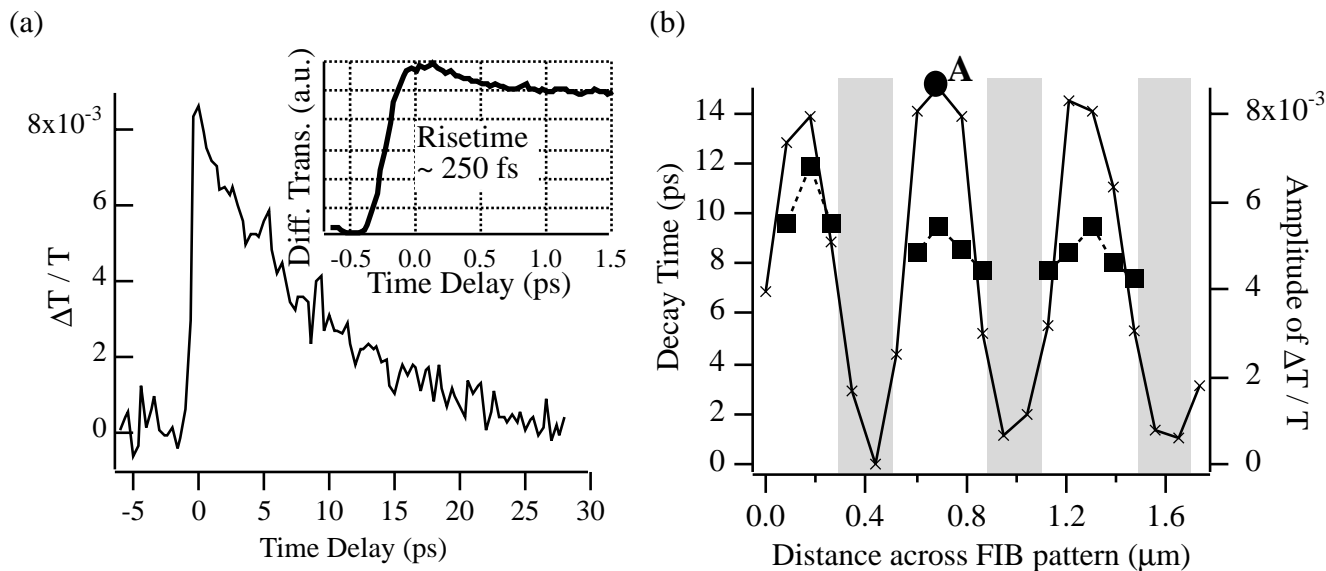 (a)
(b)
ΔT / T
8x10⁻³
6
4
2
0
-5
0
5
10
15
20
25
30
Time Delay (ps)
Diff. Trans. (a.u.)
Risetime
~ 250 fs
-0.5
0.0
0.5
1.0
1.5
Time Delay (ps)
A
Decay Time (ps)
14
12
10
8
6
4
2
0
0.0
0.4
0.8
1.2
1.6
Distance across FIB pattern (μm)
8x10⁻³
6
4
2
0
Amplitude of ΔT / T